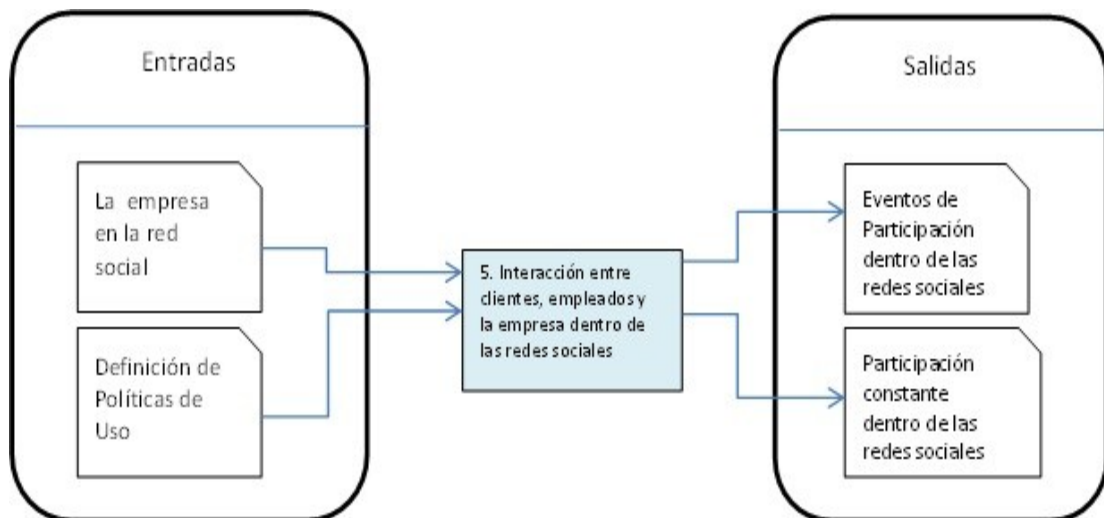 Entradas
La empresa
en la red
social
Definición de
Políticas de
Uso
5. Interacción entre
clientes, empleados y
la empresa dentro de
las redes sociales
Salidas
Eventos de
Participación
dentro de las
redes sociales
Participación
constante
dentro de las
redes sociales